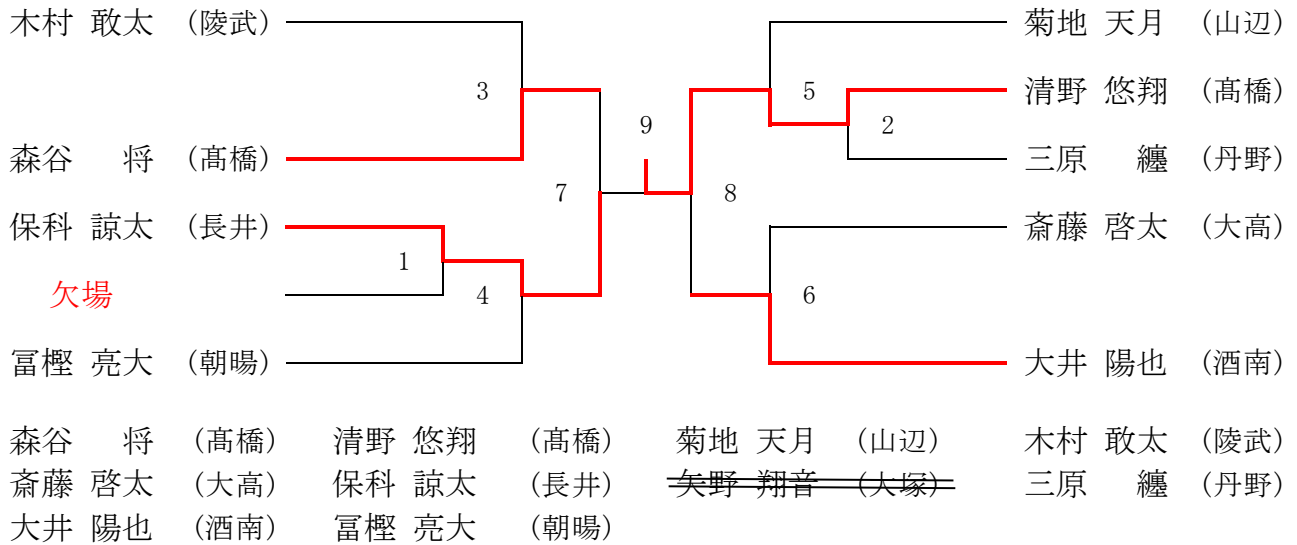 木村 敢太 (陵武) 菊地 天月 (山辺)
3 5 清野 悠翔 (髙橋)
9 2
森谷 将 (髙橋) 三原 纏 (丹野)
7 8
保科 諒太 (長井) 斎藤 啓太 (大高)
1
欠場 4 6
冨樫 亮大 (朝暘) 大井 陽也 (酒南)
森谷 将 (髙橋) 清野 悠翔 (髙橋) 菊地 天月 (山辺) 木村 敢太 (陵武)
斎藤 啓太 (大高) 保科 諒太 (長井) 矢野 翔音 (大塚) 三原 纏 (丹野)
大井 陽也 (酒南) 冨樫 亮大 (朝暘)